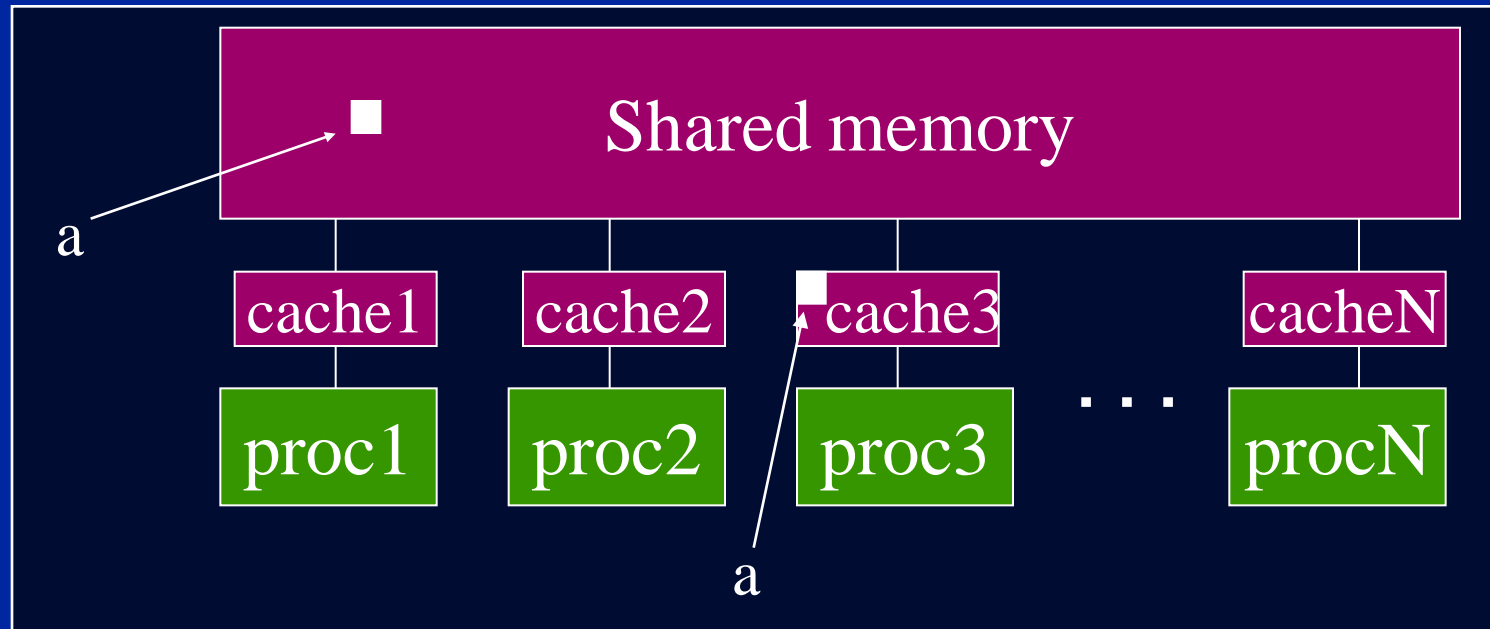 Shared memory
a
cache1 cache2 cache3 cacheN
. . .
proc1 proc2 proc3 procN
a